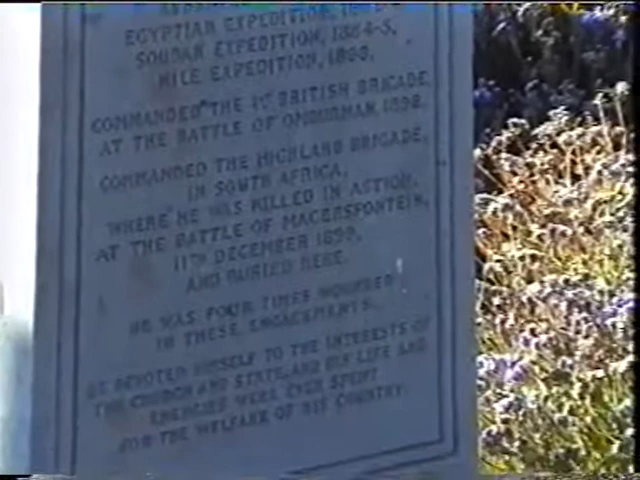 EGYPTIAN EXPEDITION,
SOUDAN EXPEDITION, 1884-5,
NILE EXPEDITION, 1898,
COMMANDED THE 1ST BRITISH BRIGADE,
AT THE BATTLE OF OMDURMAN, 1898.
COMMANDED THE HIGHLAND BRIGADE,
IN SOUTH AFRICA,
WHERE HE WAS KILLED IN ACTION,
AT THE BATTLE OF MAGERSFONTEIN,
11TH DECEMBER 1899,
AND BURIED HERE.
HE WAS FOUR TIMES WOUNDED
IN THESE ENGAGEMENTS.
HE DEVOTED HIMSELF TO THE INTERESTS OF
THE CHURCH AND STATE, AND HIS LIFE AND
ENERGIES WERE EVER SPENT
FOR THE WELFARE OF HIS COUNTRY.